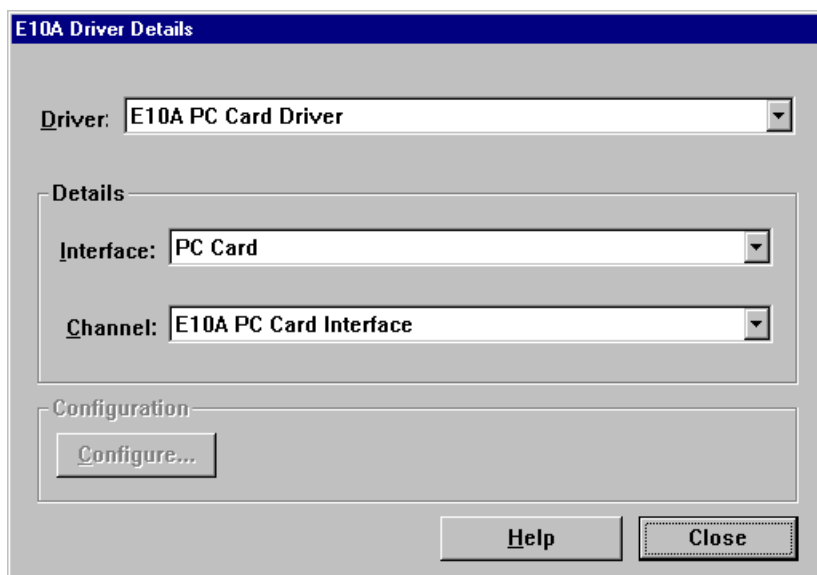 E10A Driver Details
Driver: E10A PC Card Driver
Details
Interface: PC Card
Channel: E10A PC Card Interface
Configuration
Configure...
Help Close